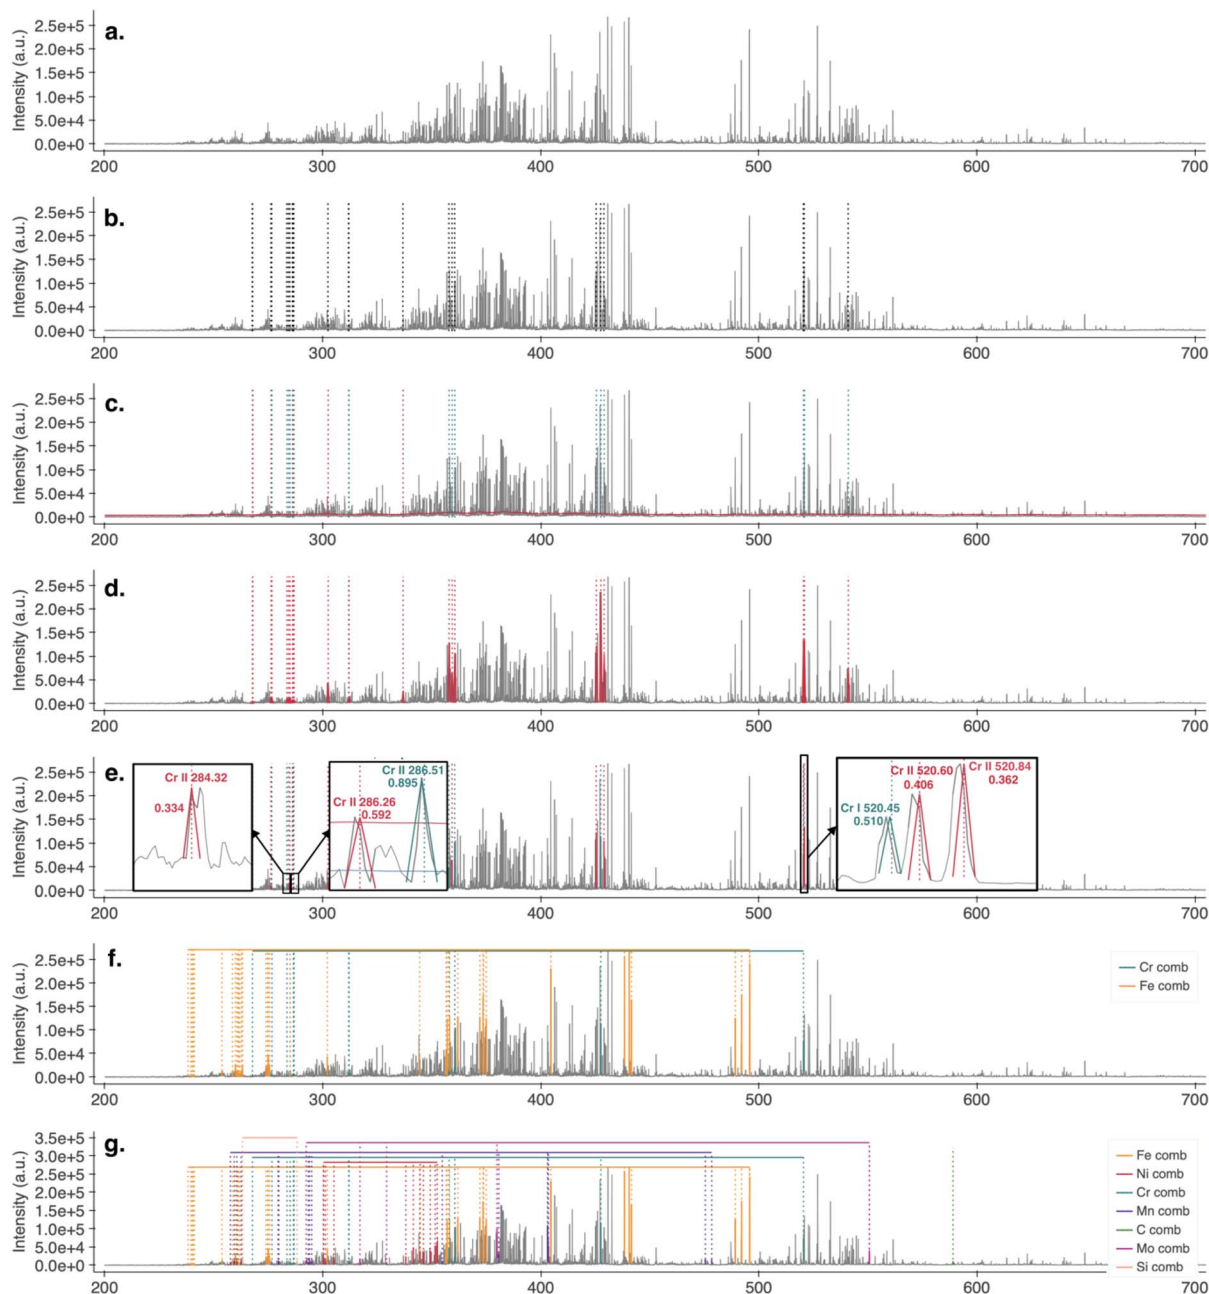 a.
Intensity (a.u.)
2.5e+5
2.0e+5
1.5e+5
1.0e+5
5.0e+4
0.0e+0
200 300 400 500 600 700
b.
Intensity (a.u.)
2.5e+5
2.0e+5
1.5e+5
1.0e+5
5.0e+4
0.0e+0
200 300 400 500 600 700
c.
Intensity (a.u.)
2.5e+5
2.0e+5
1.5e+5
1.0e+5
5.0e+4
0.0e+0
200 300 400 500 600 700
d.
Intensity (a.u.)
2.5e+5
2.0e+5
1.5e+5
1.0e+5
5.0e+4
0.0e+0
200 300 400 500 600 700
e.
Intensity (a.u.)
2.5e+5
2.0e+5
1.5e+5
1.0e+5
5.0e+4
0.0e+0
Cr II 284.32
0.334
Cr II 286.51
0.895
Cr II 286.26
0.592
Cr II 520.84
0.362
Cr II 520.60
0.406
Cr I 520.45
0.510
200 300 400 500 600 700
f.
Intensity (a.u.)
2.5e+5
2.0e+5
1.5e+5
1.0e+5
5.0e+4
0.0e+0
Cr comb
Fe comb
200 300 400 500 600 700
g.
Intensity (a.u.)
3.5e+5
3.0e+5
2.5e+5
2.0e+5
1.5e+5
1.0e+5
5.0e+4
0.0e+0
Fe comb
Ni comb
Cr comb
Mn comb
C comb
Mo comb
Si comb
200 300 400 500 600 700